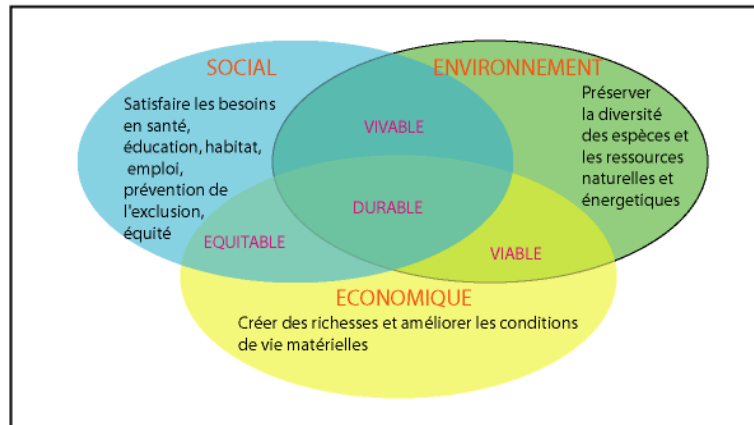 SOCIAL
Satisfaire les besoins
en santé,
éducation, habitat,
emploi,
prévention de
l'exclusion,
équité
ENVIRONNEMENT
Préserver
la diversité
des espèces et
les ressources
naturelles et
énergetiques
VIVABLE
DURABLE
EQUITABLE
VIABLE
ECONOMIQUE
Créer des richesses et améliorer les conditions
de vie matérielles